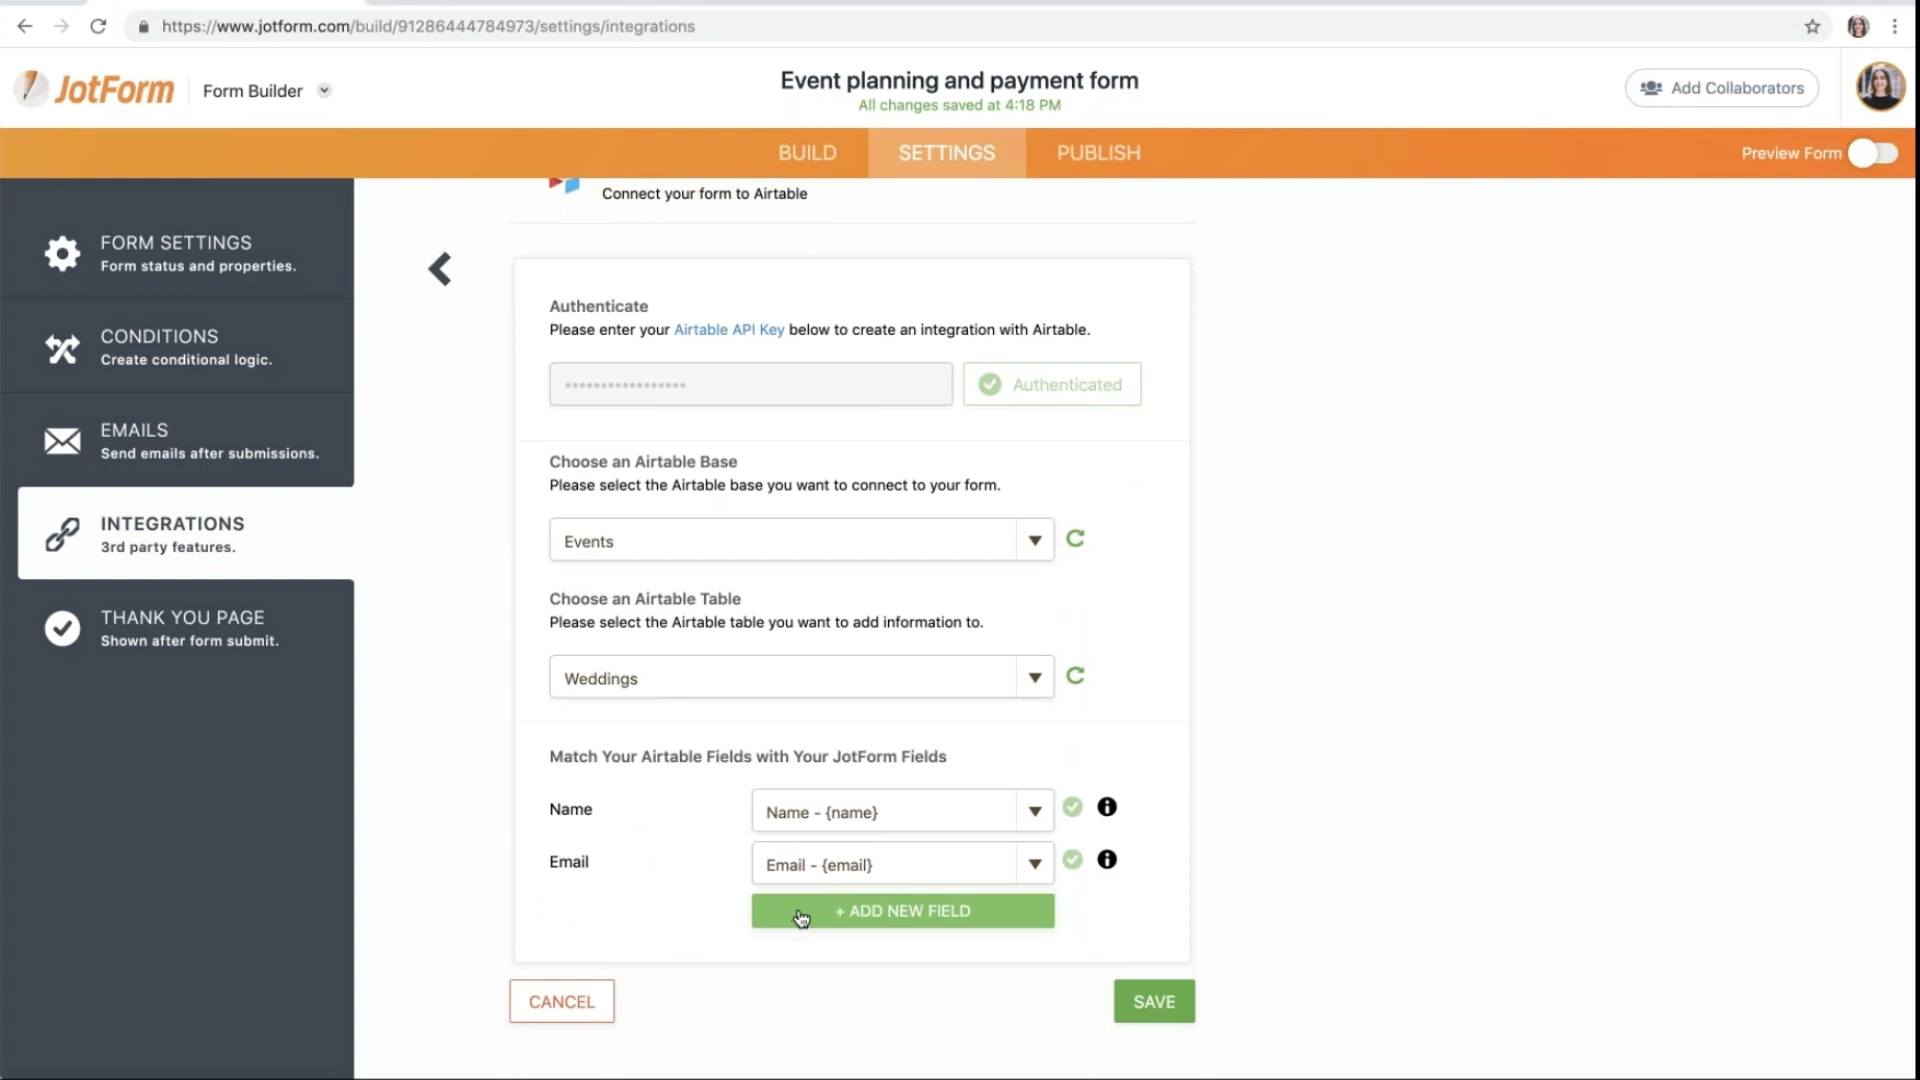 https://www.jotform.com/build/91286444784973/settings/integrations
JotForm
Form Builder
Event planning and payment form
All changes saved at 4:18 PM
Add Collaborators
BUILD
SETTINGS
PUBLISH
Preview Form
FORM SETTINGS
Form status and properties.
CONDITIONS
Create conditional logic.
EMAILS
Send emails after submissions.
INTEGRATIONS
3rd party features.
THANK YOU PAGE
Shown after form submit.
Connect your form to Airtable
Authenticate
Please enter your Airtable API Key below to create an integration with Airtable.
•••••••••••••••••
Authenticated
Choose an Airtable Base
Please select the Airtable base you want to connect to your form.
Events
Choose an Airtable Table
Please select the Airtable table you want to add information to.
Weddings
Match Your Airtable Fields with Your JotForm Fields
Name
Name - {name}
Email
Email - {email}
+ ADD NEW FIELD
CANCEL
SAVE